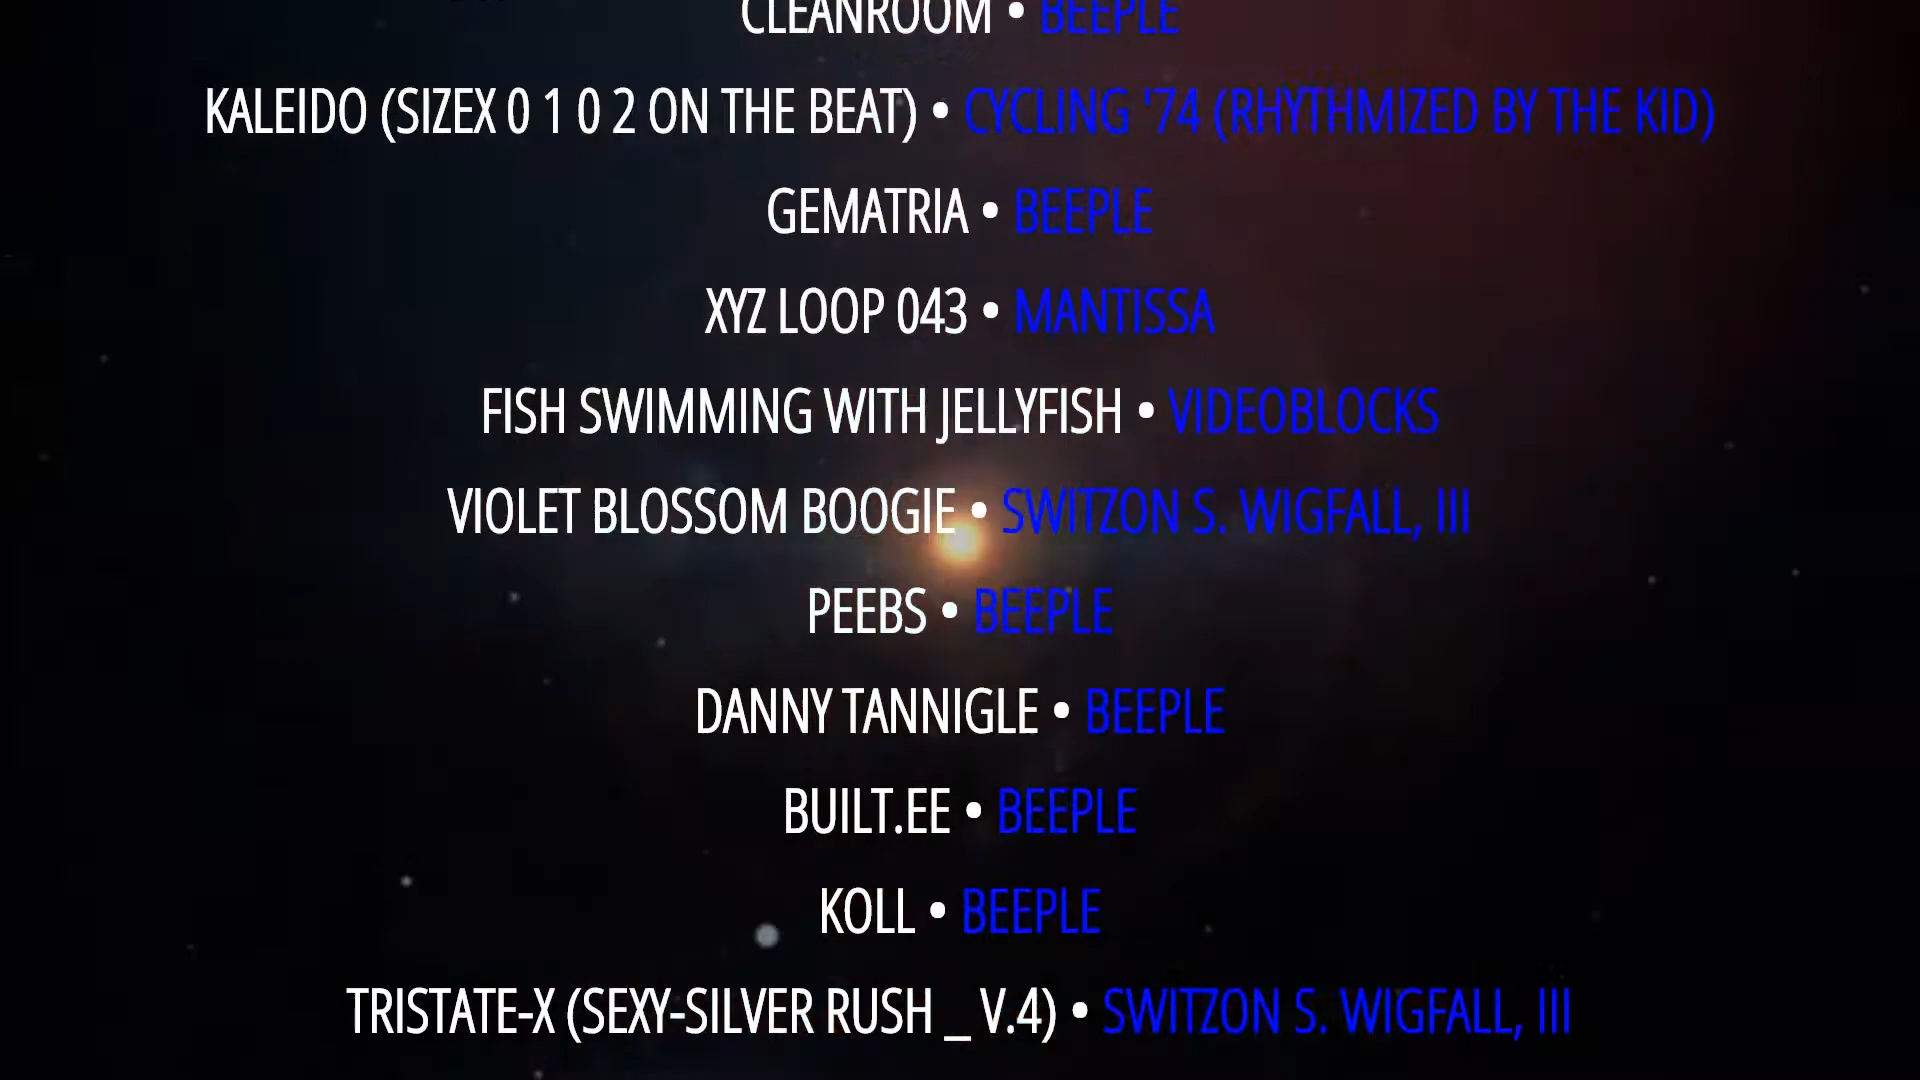 CLEANROOM • BEEPLE
KALEIDO (SIZEX 0 1 0 2 ON THE BEAT) • CYCLING '74 (RHYTHMIZED BY THE KID)
GEMATRIA • BEEPLE
XYZ LOOP 043 • MANTISSA
FISH SWIMMING WITH JELLYFISH • VIDEOBLOCKS
VIOLET BLOSSOM BOOGIE • SWITZON S. WIGFALL, III
PEEBS • BEEPLE
DANNY TANNIGLE • BEEPLE
BUILT.EE • BEEPLE
KOLL • BEEPLE
TRISTATE-X (SEXY-SILVER RUSH _ V.4) • SWITZON S. WIGFALL, III